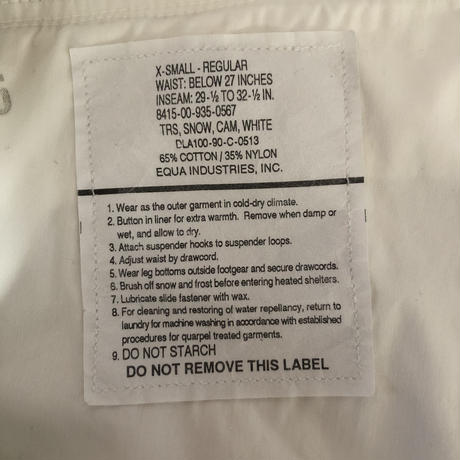 X-SMALL - REGULAR
WAIST: BELOW 27 INCHES
INSEAM: 29-½ TO 32-½ IN.
8415-00-935-0567
TRS, SNOW, CAM, WHITE
DLA100-90-C-0513
65% COTTON / 35% NYLON
EQUA INDUSTRIES, INC.
1. Wear as the outer garment in cold-dry climate.
2. Button in liner for extra warmth. Remove when damp or
wet, and allow to dry.
3. Attach suspender hooks to suspender loops.
4. Adjust waist by drawcord.
5. Wear leg bottoms outside footgear and secure drawcords.
6. Brush off snow and frost before entering heated shelters.
7. Lubricate slide fastener with wax.
8. For cleaning and restoring of water repellancy, return to
laundry for machine washing in accordance with established
procedures for quarpel treated garments.
9. DO NOT STARCH
DO NOT REMOVE THIS LABEL